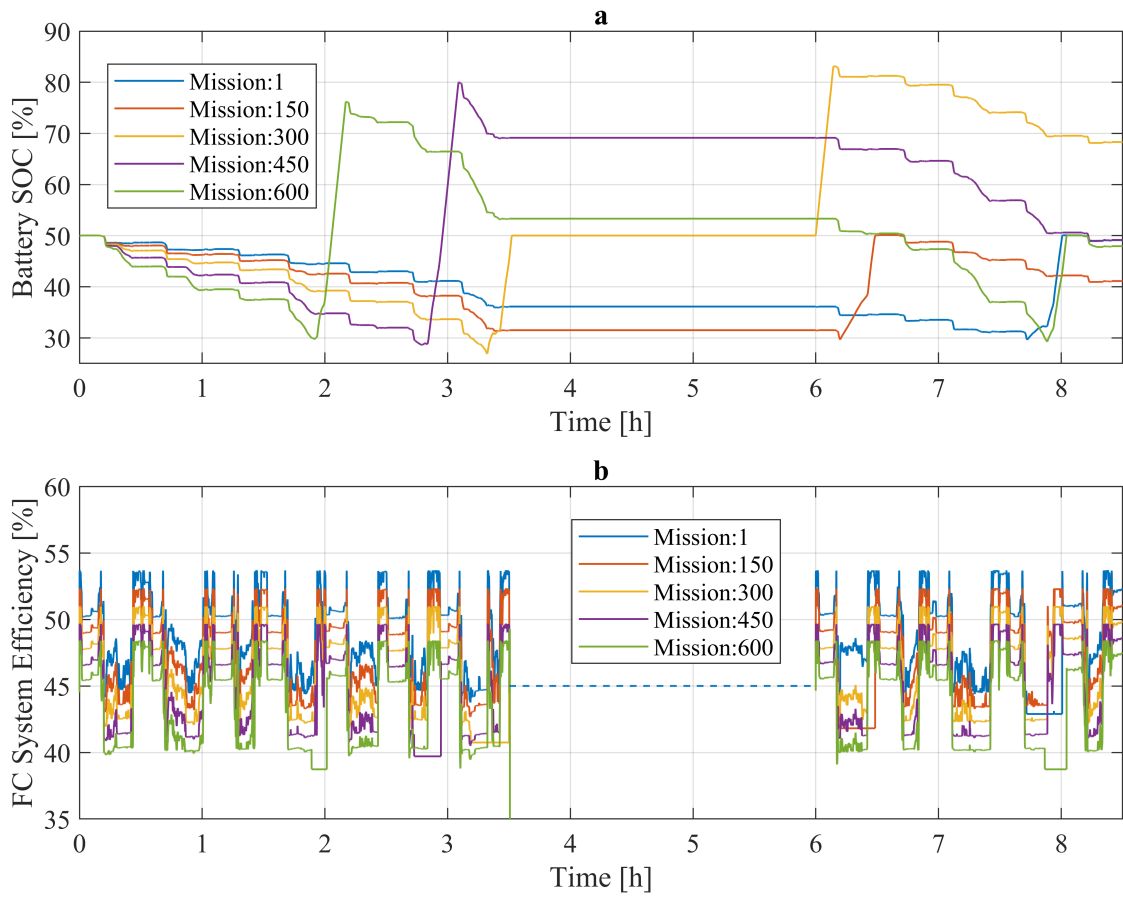 a
Battery SOC [%]
90
80
70
60
50
40
30
Mission:1
Mission:150
Mission:300
Mission:450
Mission:600
0 1 2 3 4 5 6 7 8
Time [h]
b
FC System Efficiency [%]
60
55
50
45
40
35
Mission:1
Mission:150
Mission:300
Mission:450
Mission:600
0 1 2 3 4 5 6 7 8
Time [h]